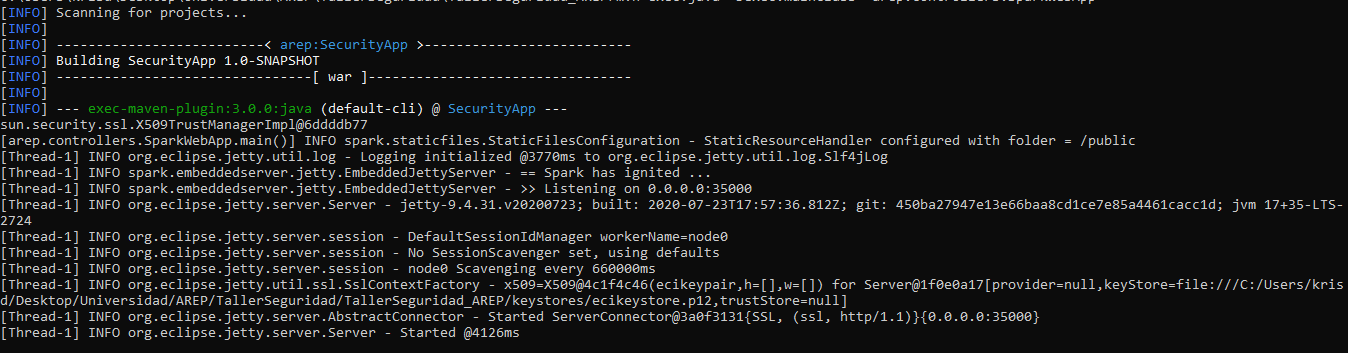 [INFO] Scanning for projects...
[INFO]
[INFO] --------------------------< arep:SecurityApp >--------------------------
[INFO] Building SecurityApp 1.0-SNAPSHOT
[INFO] --------------------------------[ war ]---------------------------------
[INFO]
[INFO] --- exec-maven-plugin:3.0.0:java (default-cli) @ SecurityApp ---
sun.security.ssl.X509TrustManagerImpl@6ddddb77
[arep.controllers.SparkWebApp.main()] INFO spark.staticfiles.StaticFilesConfiguration - StaticResourceHandler configured with folder = /public
[Thread-1] INFO org.eclipse.jetty.util.log - Logging initialized @3770ms to org.eclipse.jetty.util.log.Slf4jLog
[Thread-1] INFO spark.embeddedserver.jetty.EmbeddedJettyServer - == Spark has ignited ...
[Thread-1] INFO spark.embeddedserver.jetty.EmbeddedJettyServer - >> Listening on 0.0.0.0:35000
[Thread-1] INFO org.eclipse.jetty.server.Server - jetty-9.4.31.v20200723; built: 2020-07-23T17:57:36.812Z; git: 450ba27947e13e66baa8cd1ce7e85a4461cacc1d; jvm 17+35-LTS-
2724
[Thread-1] INFO org.eclipse.jetty.server.session - DefaultSessionIdManager workerName=node0
[Thread-1] INFO org.eclipse.jetty.server.session - No SessionScavenger set, using defaults
[Thread-1] INFO org.eclipse.jetty.server.session - node0 Scavenging every 660000ms
[Thread-1] INFO org.eclipse.jetty.util.ssl.SslContextFactory - x509=X509@4c1f4c46(ecikeypair,h=[],w=[]) for Server@1f0e0a17[provider=null,keyStore=file:///C:/Users/kris
d/Desktop/Universidad/AREP/TallerSeguridad/TallerSeguridad_AREP/keystores/ecikeystore.p12,trustStore=null]
[Thread-1] INFO org.eclipse.jetty.server.AbstractConnector - Started ServerConnector@3a0f3131{SSL, (ssl, http/1.1)}{0.0.0.0:35000}
[Thread-1] INFO org.eclipse.jetty.server.Server - Started @4126ms